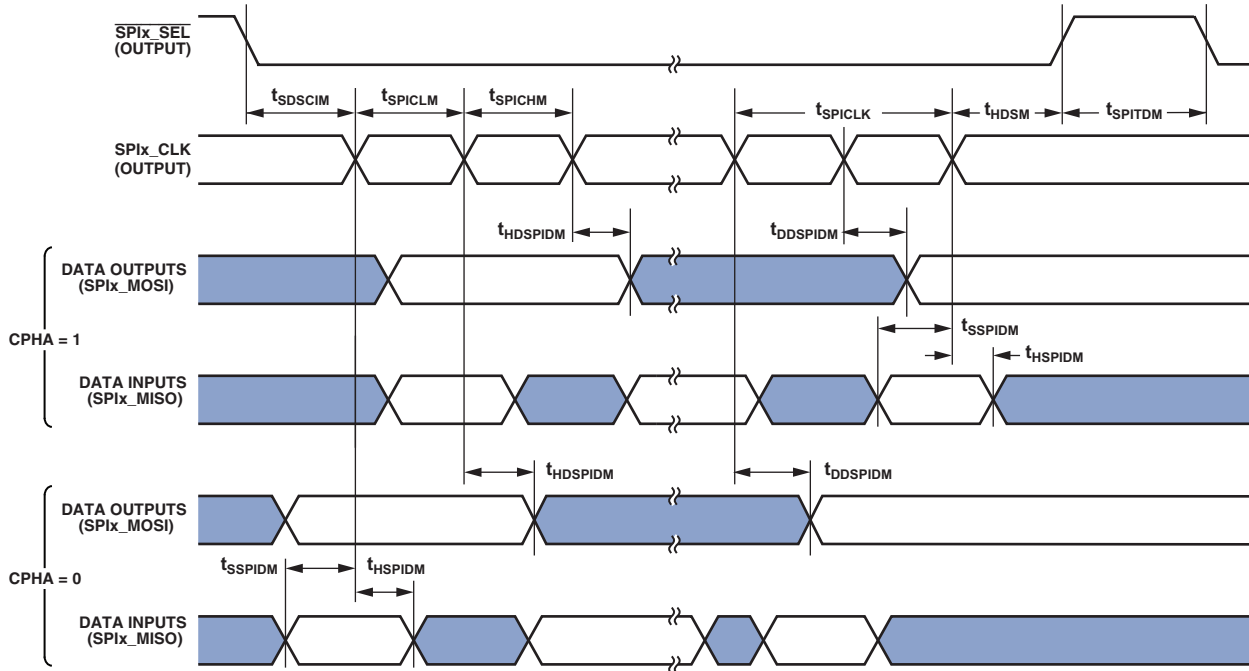 SPIx_SEL
(OUTPUT)
tSDSCIM tSPICLM tSPICHM tSPICLK tHDSM tSPITDM
SPIx_CLK
(OUTPUT)
tHDSPIDM tDDSPIDM
DATA OUTPUTS
(SPIx_MOSI)
tSSPIDM
CPHA = 1
tHSPIDM
DATA INPUTS
(SPIx_MISO)
tHDSPIDM tDDSPIDM
DATA OUTPUTS
(SPIx_MOSI)
tSSPIDM tHSPIDM
CPHA = 0
DATA INPUTS
(SPIx_MISO)